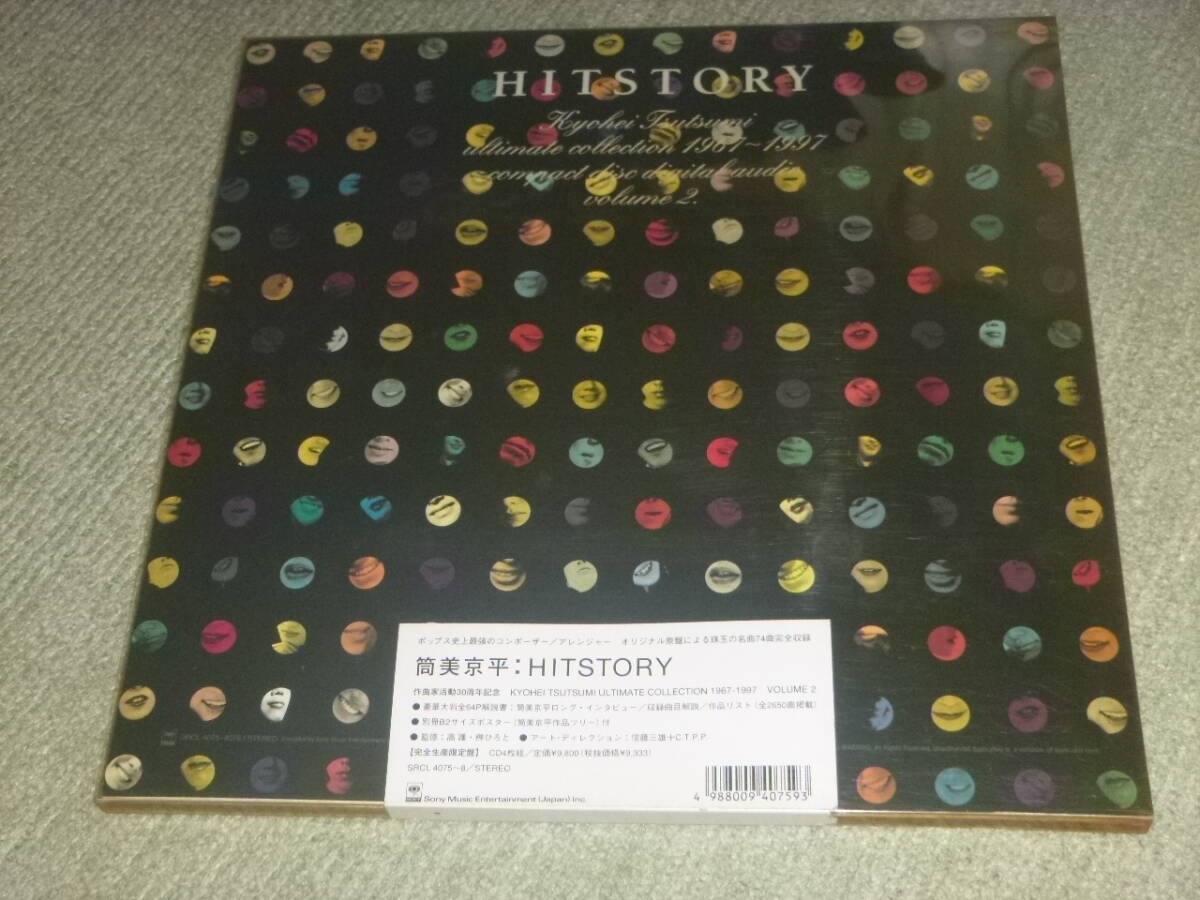 HITSTORY
Kyohei Tsutsumi
ultimate collection 1967~1997
compact disc digital audio
volume 2.
ポップス史上最強のコンポーザー/アレンジャー オリジナル原盤による珠玉の名曲74曲完全収録
筒美京平:HITSTORY
作曲家活動30周年記念 KYOHEI TSUTSUMI ULTIMATE COLLECTION 1967-1997 VOLUME 2
●豪華大判全64P解説書:筒美京平ロング・インタビュー/収録曲目解説/作品リスト(全2650曲掲載)
●別冊B2サイズポスター(筒美京平作品ツリー)付
●監修:高 護・榊ひろと ●アート・ディレクション:信藤三雄+C.T.P.P.
【完全生産限定盤】 CD4枚組/定価¥9,800(税抜価格¥9,333)
SRCL 4075~8/STEREO
Sony Music Entertainment (Japan) Inc.
4 988009 407593
SRCL 4075~4078 / STEREO